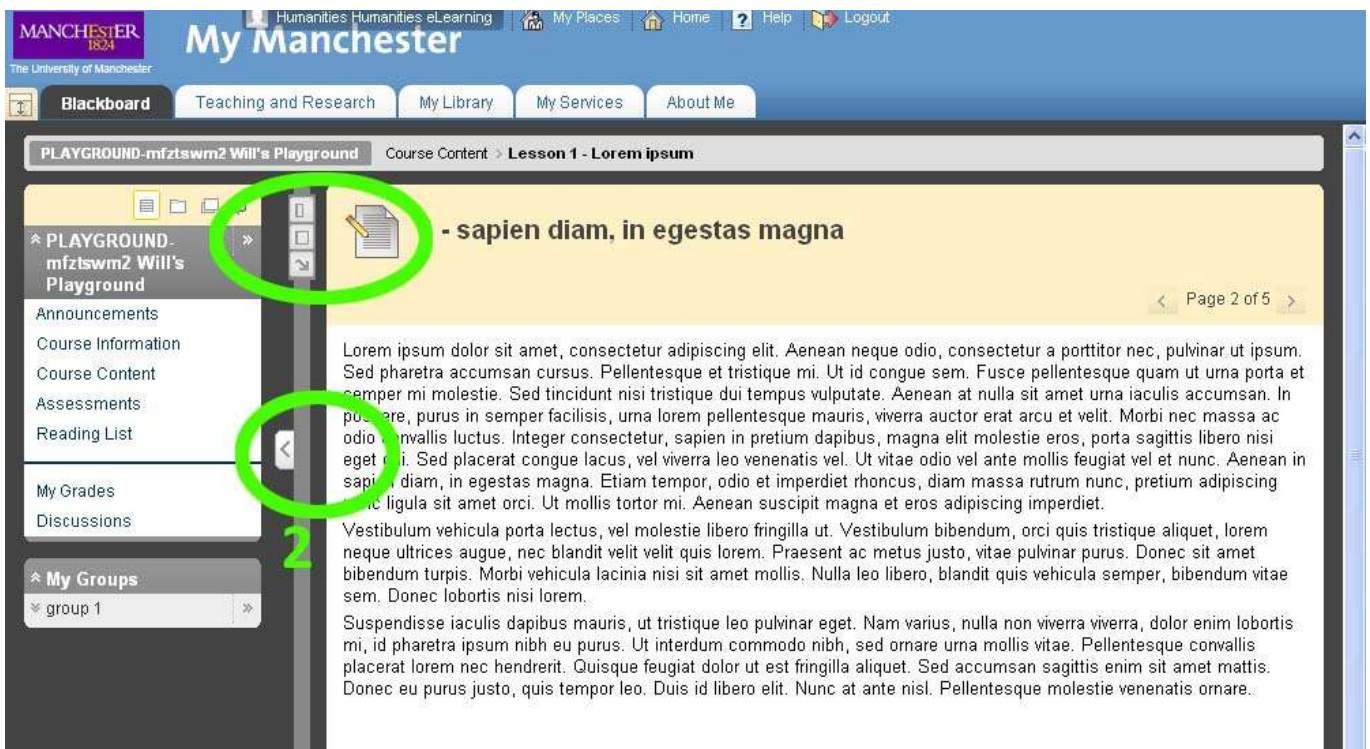 MANCHESTER
1824
The University of Manchester
My Manchester
Humanities Humanities eLearning My Places Home ? Help Logout
Blackboard Teaching and Research My Library My Services About Me
PLAYGROUND-mfztswm2 Will's Playground Course Content > Lesson 1 - Lorem ipsum
PLAYGROUND-
mfztswm2 Will's
Playground
Announcements
Course Information
Course Content
Assessments
Reading List
My Grades
Discussions
My Groups
group 1
2
- sapien diam, in egestas magna
Page 2 of 5
Lorem ipsum dolor sit amet, consectetur adipiscing elit. Aenean neque odio, consectetur a porttitor nec, pulvinar ut ipsum.
Sed pharetra accumsan cursus. Pellentesque et tristique mi. Ut id congue sem. Fusce pellentesque quam ut urna porta et
semper mi molestie. Sed tincidunt nisi tristique dui tempus vulputate. Aenean at nulla sit amet urna iaculis accumsan. In
purus in semper facilisis, urna lorem pellentesque mauris, viverra auctor erat arcu et velit. Morbi nec massa ac
odio luctus. Integer consectetur, sapien in pretium dapibus, magna elit molestie eros, porta sagittis libero nisi
eget Sed placerat congue lacus, vel viverra leo venenatis vel. Ut vitae odio vel ante mollis feugiat vel et nunc. Aenean in
sapien diam, in egestas magna. Etiam tempor, odio et imperdiet rhoncus, diam massa rutrum nunc, pretium adipiscing
ligula sit amet orci. Ut mollis tortor mi. Aenean suscipit magna et eros adipiscing imperdiet.
Vestibulum vehicula porta lectus, vel molestie libero fringilla ut. Vestibulum bibendum, orci quis tristique aliquet, lorem
neque ultrices augue, nec blandit velit velit quis lorem. Praesent ac metus justo, vitae pulvinar purus. Donec sit amet
bibendum turpis. Morbi vehicula lacinia nisi sit amet mollis. Nulla leo libero, blandit quis vehicula semper, bibendum vitae
sem. Donec lobortis nisi lorem.
Suspendisse iaculis dapibus mauris, ut tristique leo pulvinar eget. Nam varius, nulla non viverra viverra, dolor enim lobortis
mi, id pharetra ipsum nibh eu purus. Ut interdum commodo nibh, sed ornare urna mollis vitae. Pellentesque convallis
placerat lorem nec hendrerit. Quisque feugiat dolor ut est fringilla aliquet. Sed accumsan sagittis enim sit amet mattis.
Donec eu purus justo, quis tempor leo. Duis id libero elit. Nunc at ante nisl. Pellentesque molestie venenatis ornare.